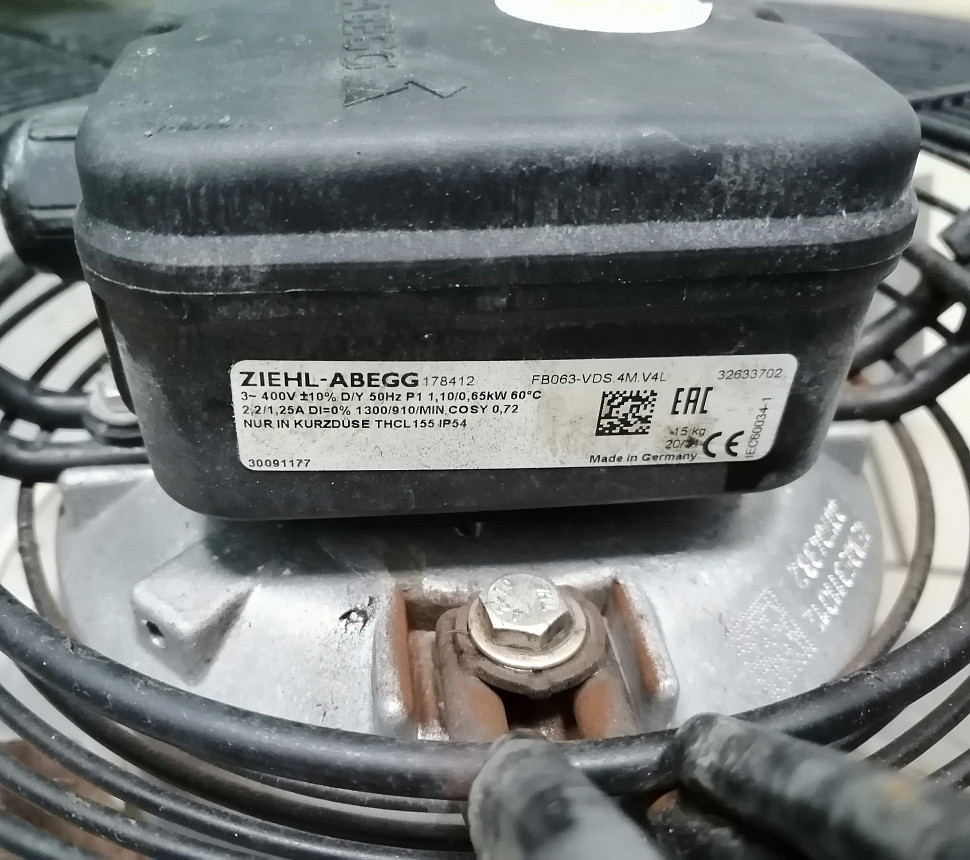 ZIEHL-ABEGG 178412 FB063-VDS.4M.V4L 32633702
3~ 400V ±10% D/Y 50Hz P1 1,10/0,65kW 60°C
2,2/1,25A DI=0% 1300/910/MIN COSY 0,72
NUR IN KURZDÜSE THCL155 IP54
EAC
15 kg
CE
IEC60034-1
30091177 Made in Germany